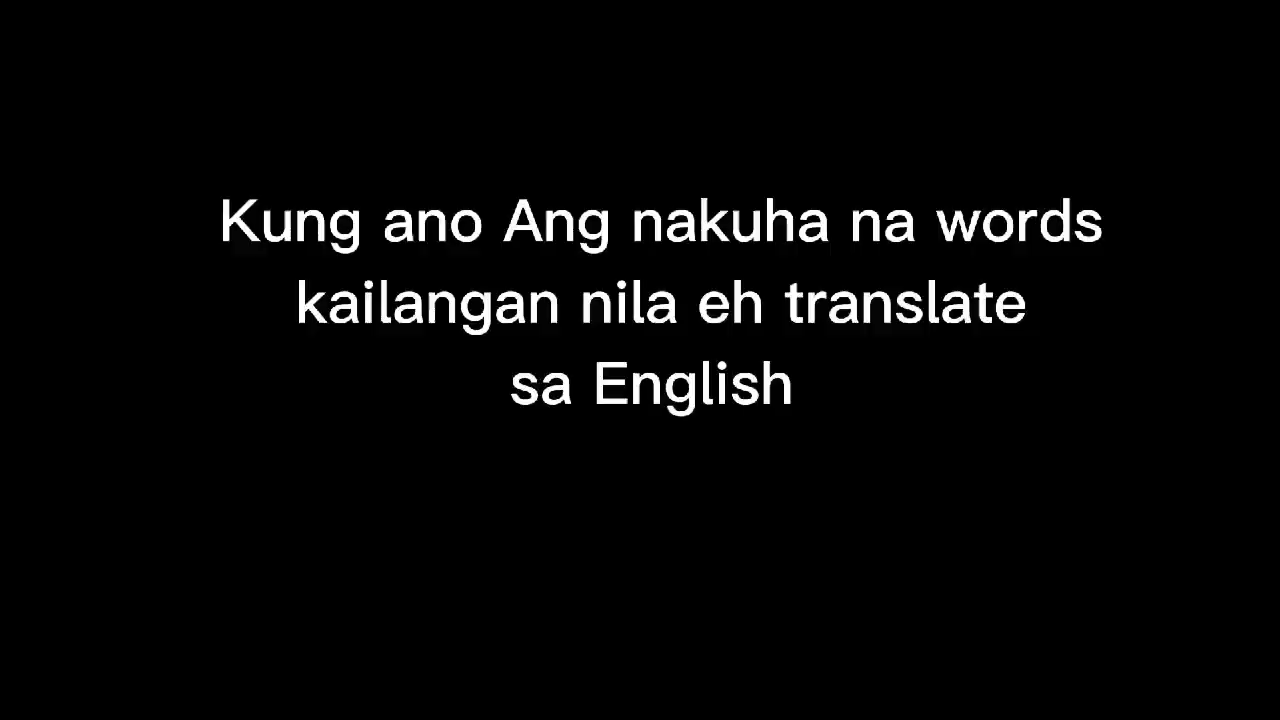 Kung ano Ang nakuha na words
kailangan nila eh translate
sa English